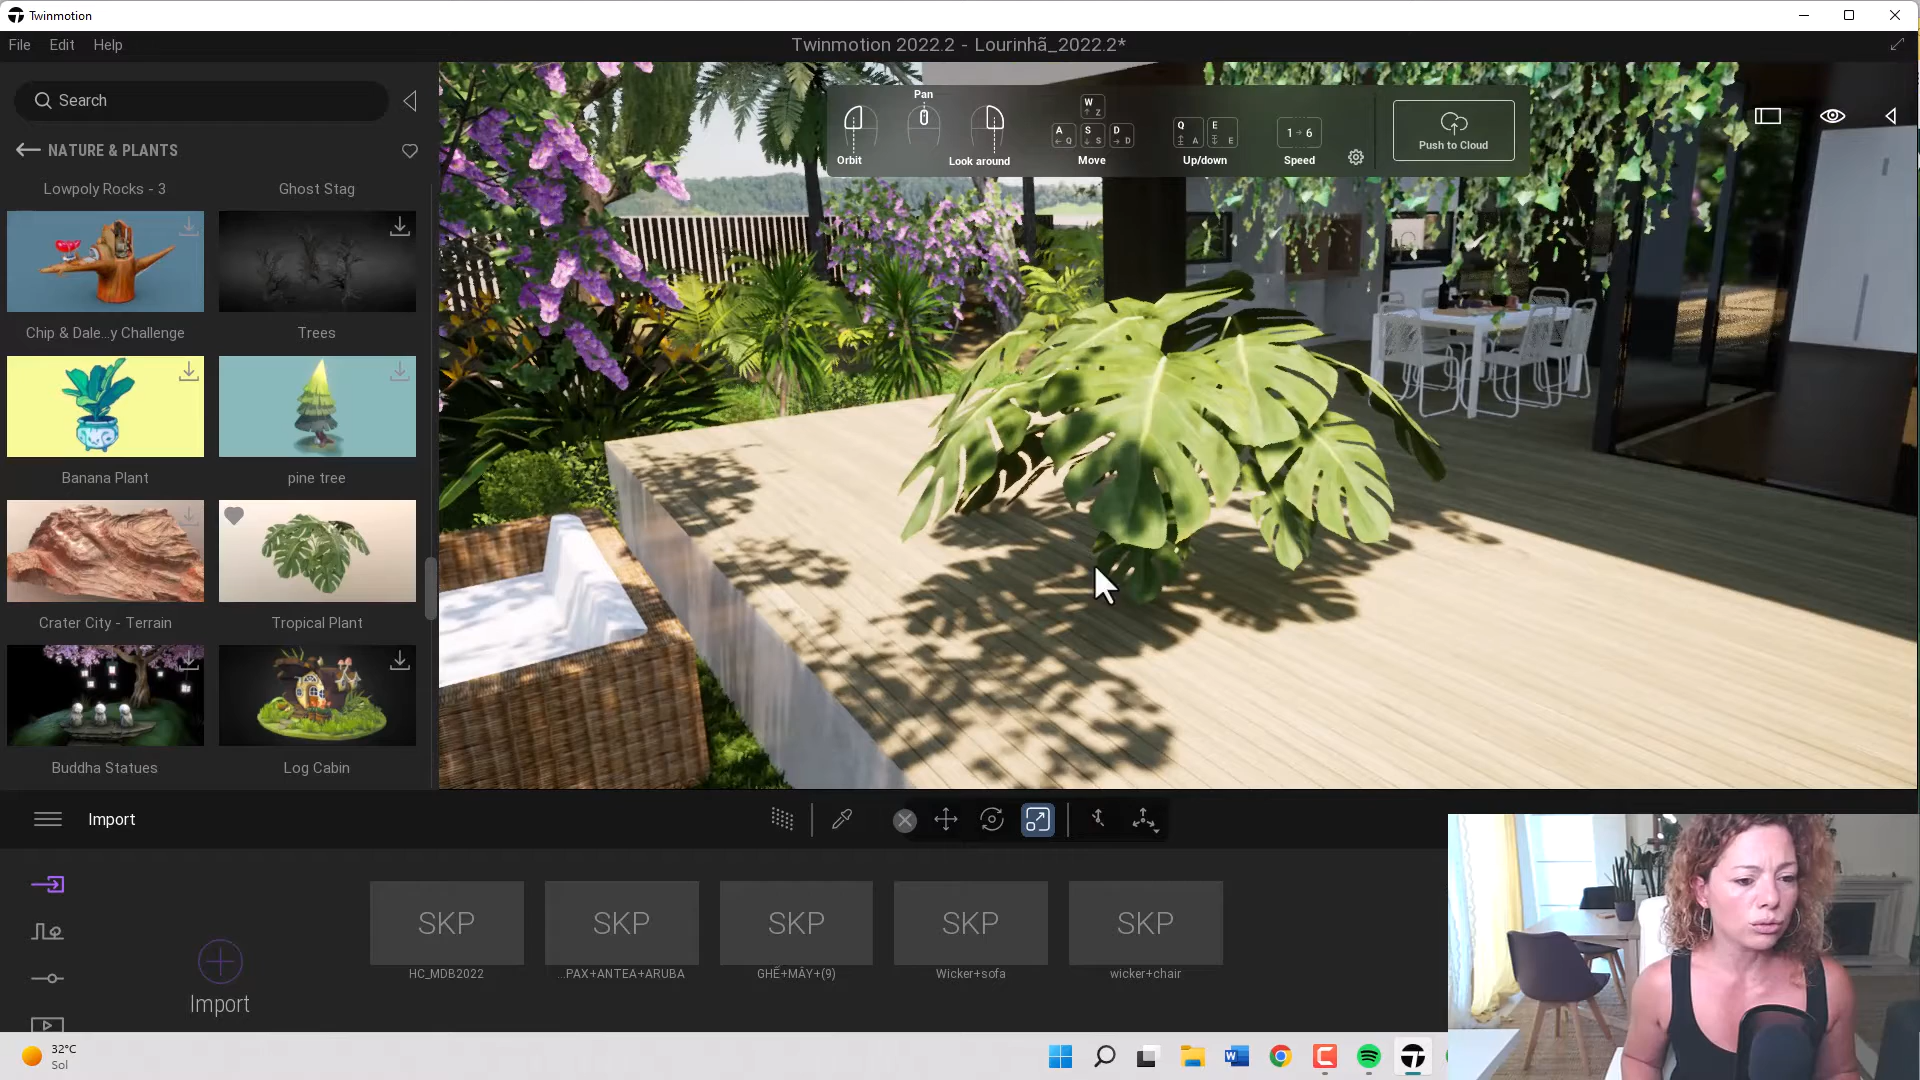 Twinmotion
File Edit Help
Twinmotion 2022.2 - Lourinhã_2022.2*
Search
NATURE & PLANTS
Lowpoly Rocks - 3
Ghost Stag
Chip & Dale...y Challenge
Trees
Banana Plant
pine tree
Crater City - Terrain
Tropical Plant
Buddha Statues
Log Cabin
Pan
Orbit
Look around
W
Z
A
Q
S
S
D
D
Move
Q
A
E
E
Up/down
1 6
Speed
Push to Cloud
Import
Import
SKP
HC_MDB2022
SKP
...PAX+ANTEA+ARUBA
SKP
GHẾ+MÂY+(9)
SKP
Wicker+sofa
SKP
wicker+chair
32°C
Sol